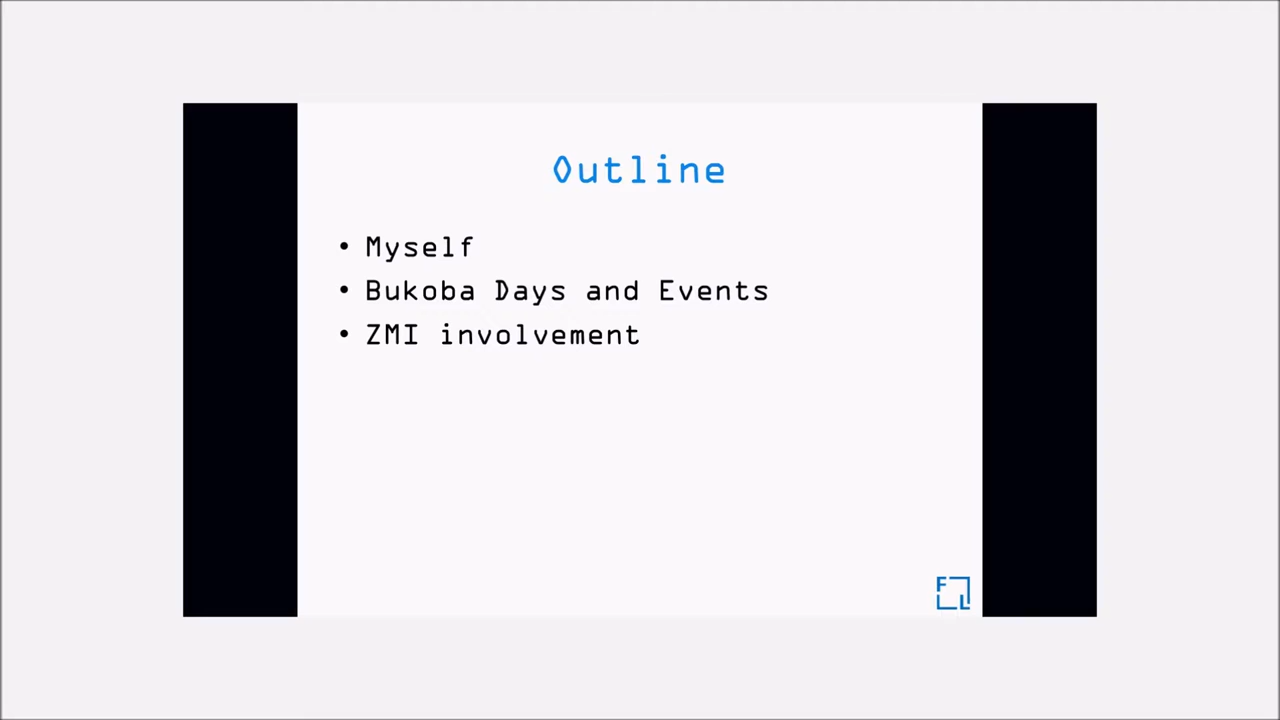 Outline
• Myself
• Bukoba Days and Events
• ZMI involvement
F
L